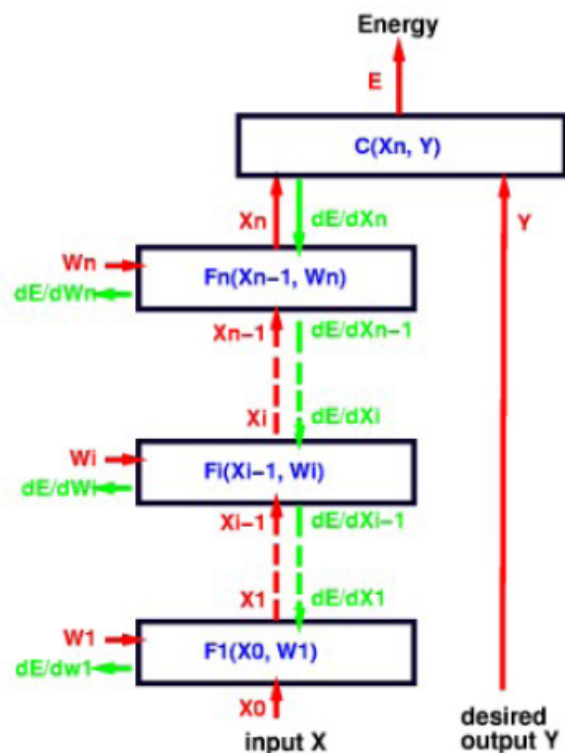 Energy
E
C(Xn, Y)
Xn dE/dXn Y
Wn
Fn(Xn-1, Wn)
dE/dWn
Xn-1 dE/dXn-1
Xi dE/dXi
Wi
Fi(Xi-1, Wi)
dE/dWi
Xi-1 dE/dXi-1
X1 dE/dX1
W1
F1(X0, W1)
dE/dw1
X0
input X
desired
output Y